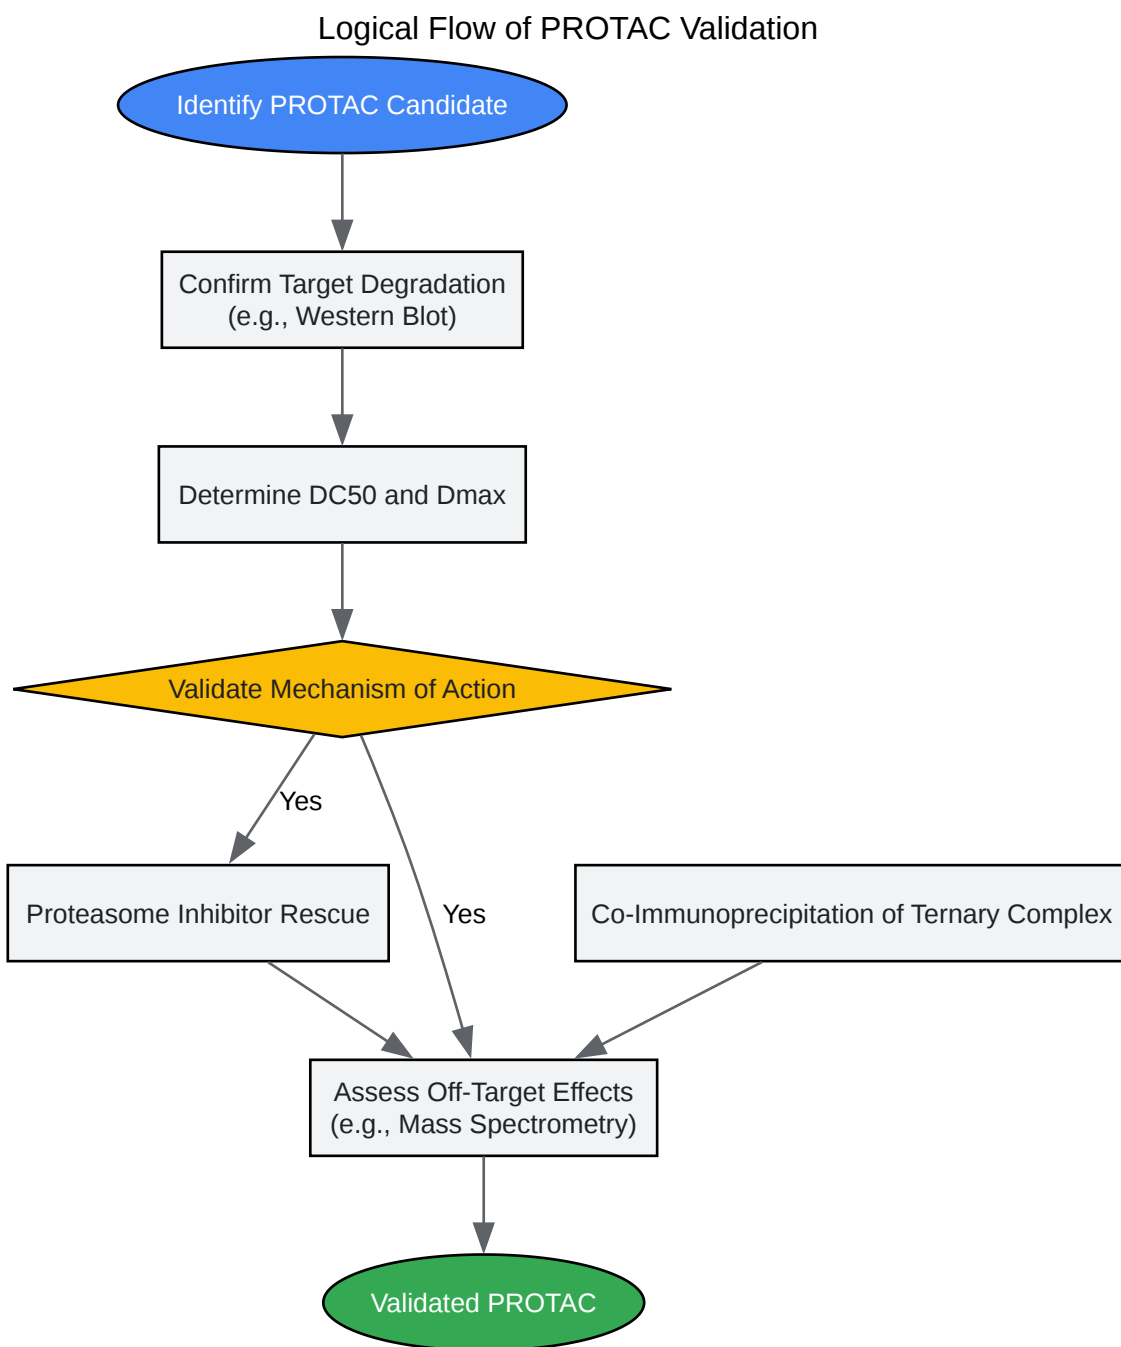 Logical Flow of PROTAC Validation
Identify PROTAC Candidate
Confirm Target Degradation
(e.g., Western Blot)
Determine DC50 and Dmax
Validate Mechanism of Action
Yes
Proteasome Inhibitor Rescue
Yes
Co-Immunoprecipitation of Ternary Complex
Assess Off-Target Effects
(e.g., Mass Spectrometry)
Validated PROTAC